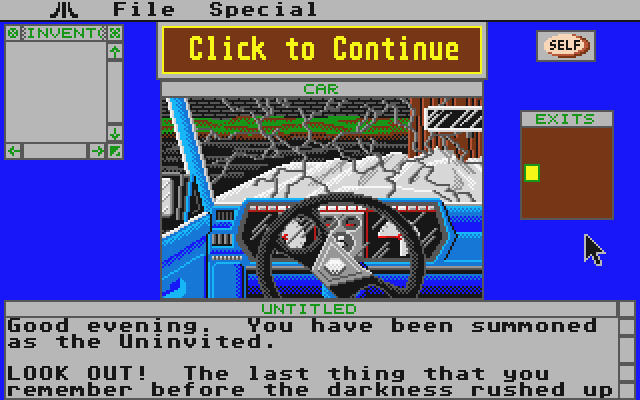 File Special
INVENT
Click to Continue
SELF
CAR
EXITS
UNTITLED
Good evening. You have been summoned
as the Uninvited.
LOOK OUT! The last thing that you
remember before the darkness rushed up